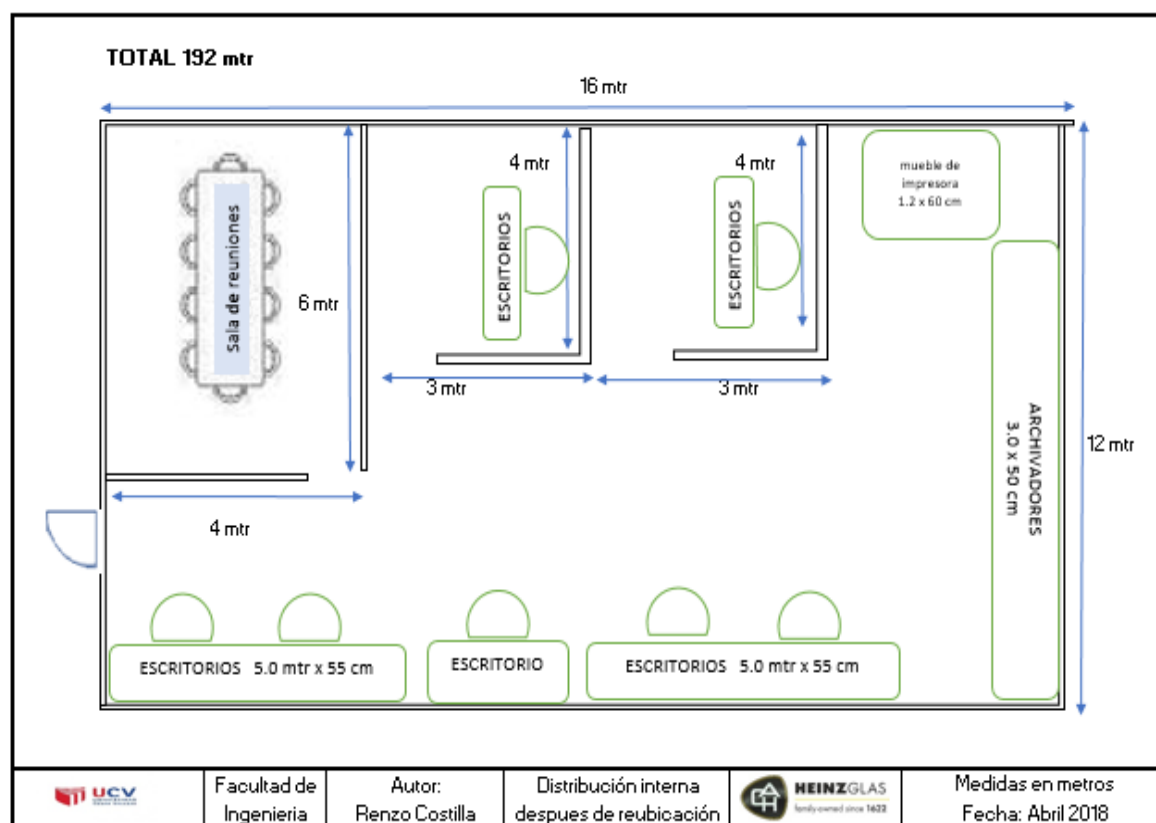 TOTAL 192 mtr
16 mtr
4 mtr
4 mtr
mueble de
impresora
1.2 x 60 cm
Sala de reuniones
ESCRITORIOS
ESCRITORIOS
6 mtr
3 mtr
3 mtr
ARCHIVADORES
3.0 x 50 cm
12 mtr
4 mtr
ESCRITORIOS 5.0 mtr x 55 cm
ESCRITORIO
ESCRITORIOS 5.0 mtr x 55 cm
UCV
Facultad de
Ingenieria
Autor:
Renzo Costilla
Distribución interna
despues de reubicación
HEINZGLAS
family-owned since 1622
Medidas en metros
Fecha: Abril 2018